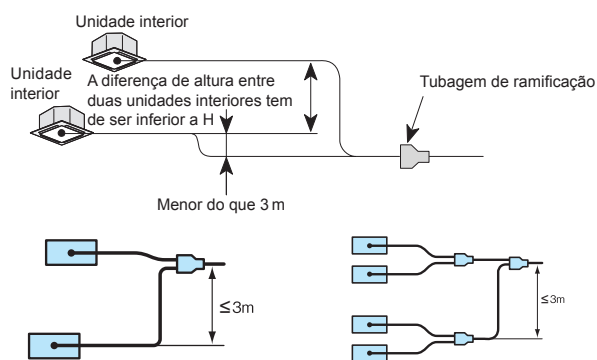 Unidade interior
Unidade
interior
A diferença de altura entre
duas unidades interiores tem
de ser inferior a H
Tubagem de ramificação
Menor do que 3 m
≤3m
≤3m